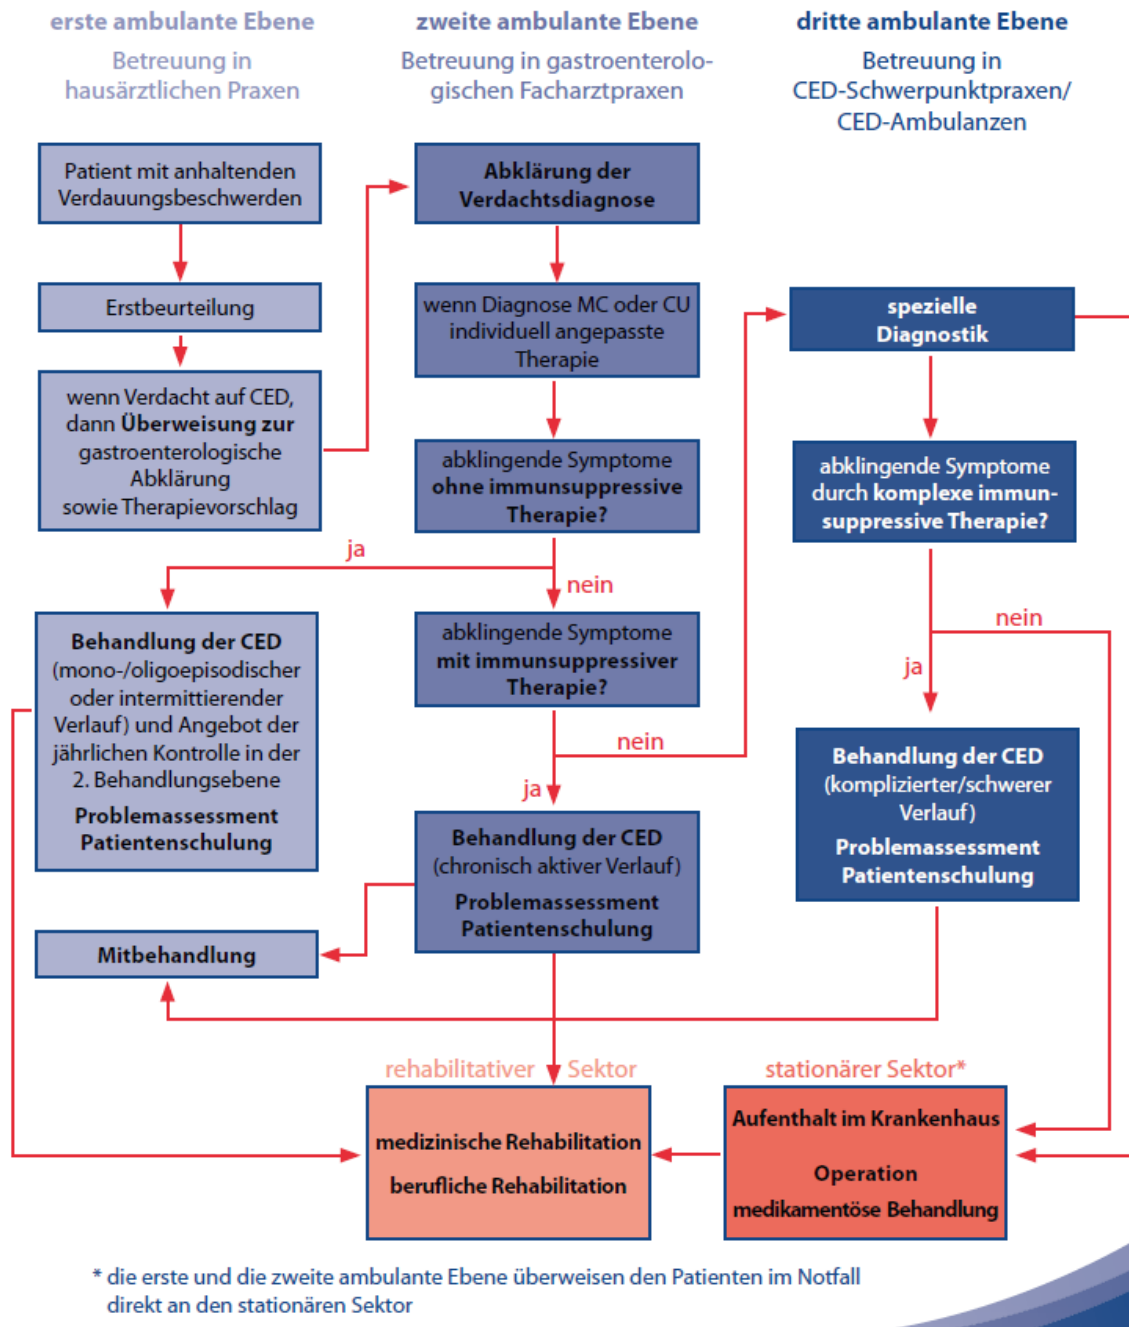 erste ambulante Ebene
Betreuung in
hausärztlichen Praxen
zweite ambulante Ebene
Betreuung in gastroenterolo-
gischen Facharztpraxen
dritte ambulante Ebene
Betreuung in
CED-Schwerpunktpraxen/
CED-Ambulanzen
Patient mit anhaltenden
Verdauungsbeschwerden
Erstbeurteilung
wenn Verdacht auf CED,
dann Überweisung zur
gastroenterologische
Abklärung
sowie Therapievorschlag
Abklärung der
Verdachtsdiagnose
wenn Diagnose MC oder CU
individuell angepasste
Therapie
abklingende Symptome
ohne immunsuppressive
Therapie?
ja
nein
Behandlung der CED
(mono-/oligoepisodischer
oder intermittierender
Verlauf) und Angebot der
jährlichen Kontrolle in der
2. Behandlungsebene
Problemassessment
Patientenschulung
abklingende Symptome
mit immunsuppressiver
Therapie?
nein
ja
Behandlung der CED
(chronisch aktiver Verlauf)
Problemassessment
Patientenschulung
Mitbehandlung
spezielle
Diagnostik
abklingende Symptome
durch komplexe immun-
suppressive Therapie?
nein
ja
Behandlung der CED
(komplizierter/schwerer
Verlauf)
Problemassessment
Patientenschulung
rehabilitativer Sektor
medizinische Rehabilitation
berufliche Rehabilitation
stationärer Sektor*
Aufenthalt im Krankenhaus
Operation
medikamentöse Behandlung
* die erste und die zweite ambulante Ebene überweisen den Patienten im Notfall
direkt an den stationären Sektor